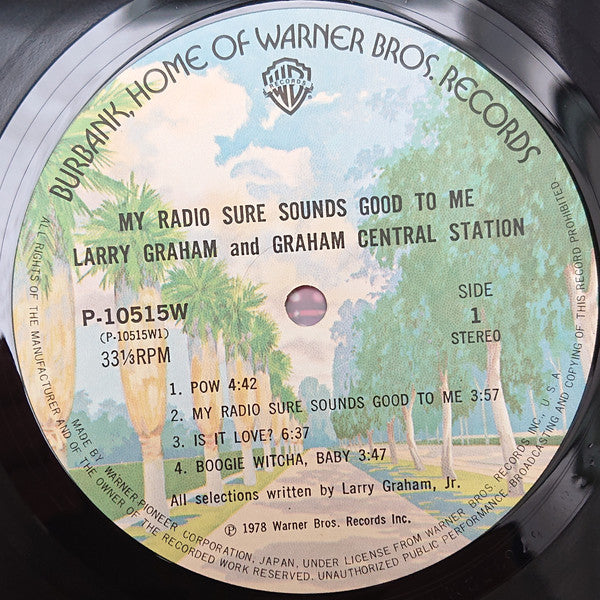 BURBANK, HOME OF WARNER BROS. RECORDS
WB
RECORDS
MY RADIO SURE SOUNDS GOOD TO ME
LARRY GRAHAM and GRAHAM CENTRAL STATION
P-10515W
(P-10515W1)
33⅓RPM
SIDE
1
STEREO
1. POW 4:42
2. MY RADIO SURE SOUNDS GOOD TO ME 3:57
3. IS IT LOVE? 6:37
4. BOOGIE WITCHA, BABY 3:47
All selections written by Larry Graham, Jr.
℗ 1978 Warner Bros. Records Inc.
MADE BY WARNER-PIONEER CORPORATION, JAPAN, UNDER LICENSE FROM WARNER BROS. RECORDS INC., U.S.A.
ALL RIGHTS OF THE MANUFACTURER AND OF THE OWNER OF THE RECORDED WORK RESERVED. UNAUTHORIZED PUBLIC PERFORMANCE, BROADCASTING AND COPYING OF THIS RECORD PROHIBITED